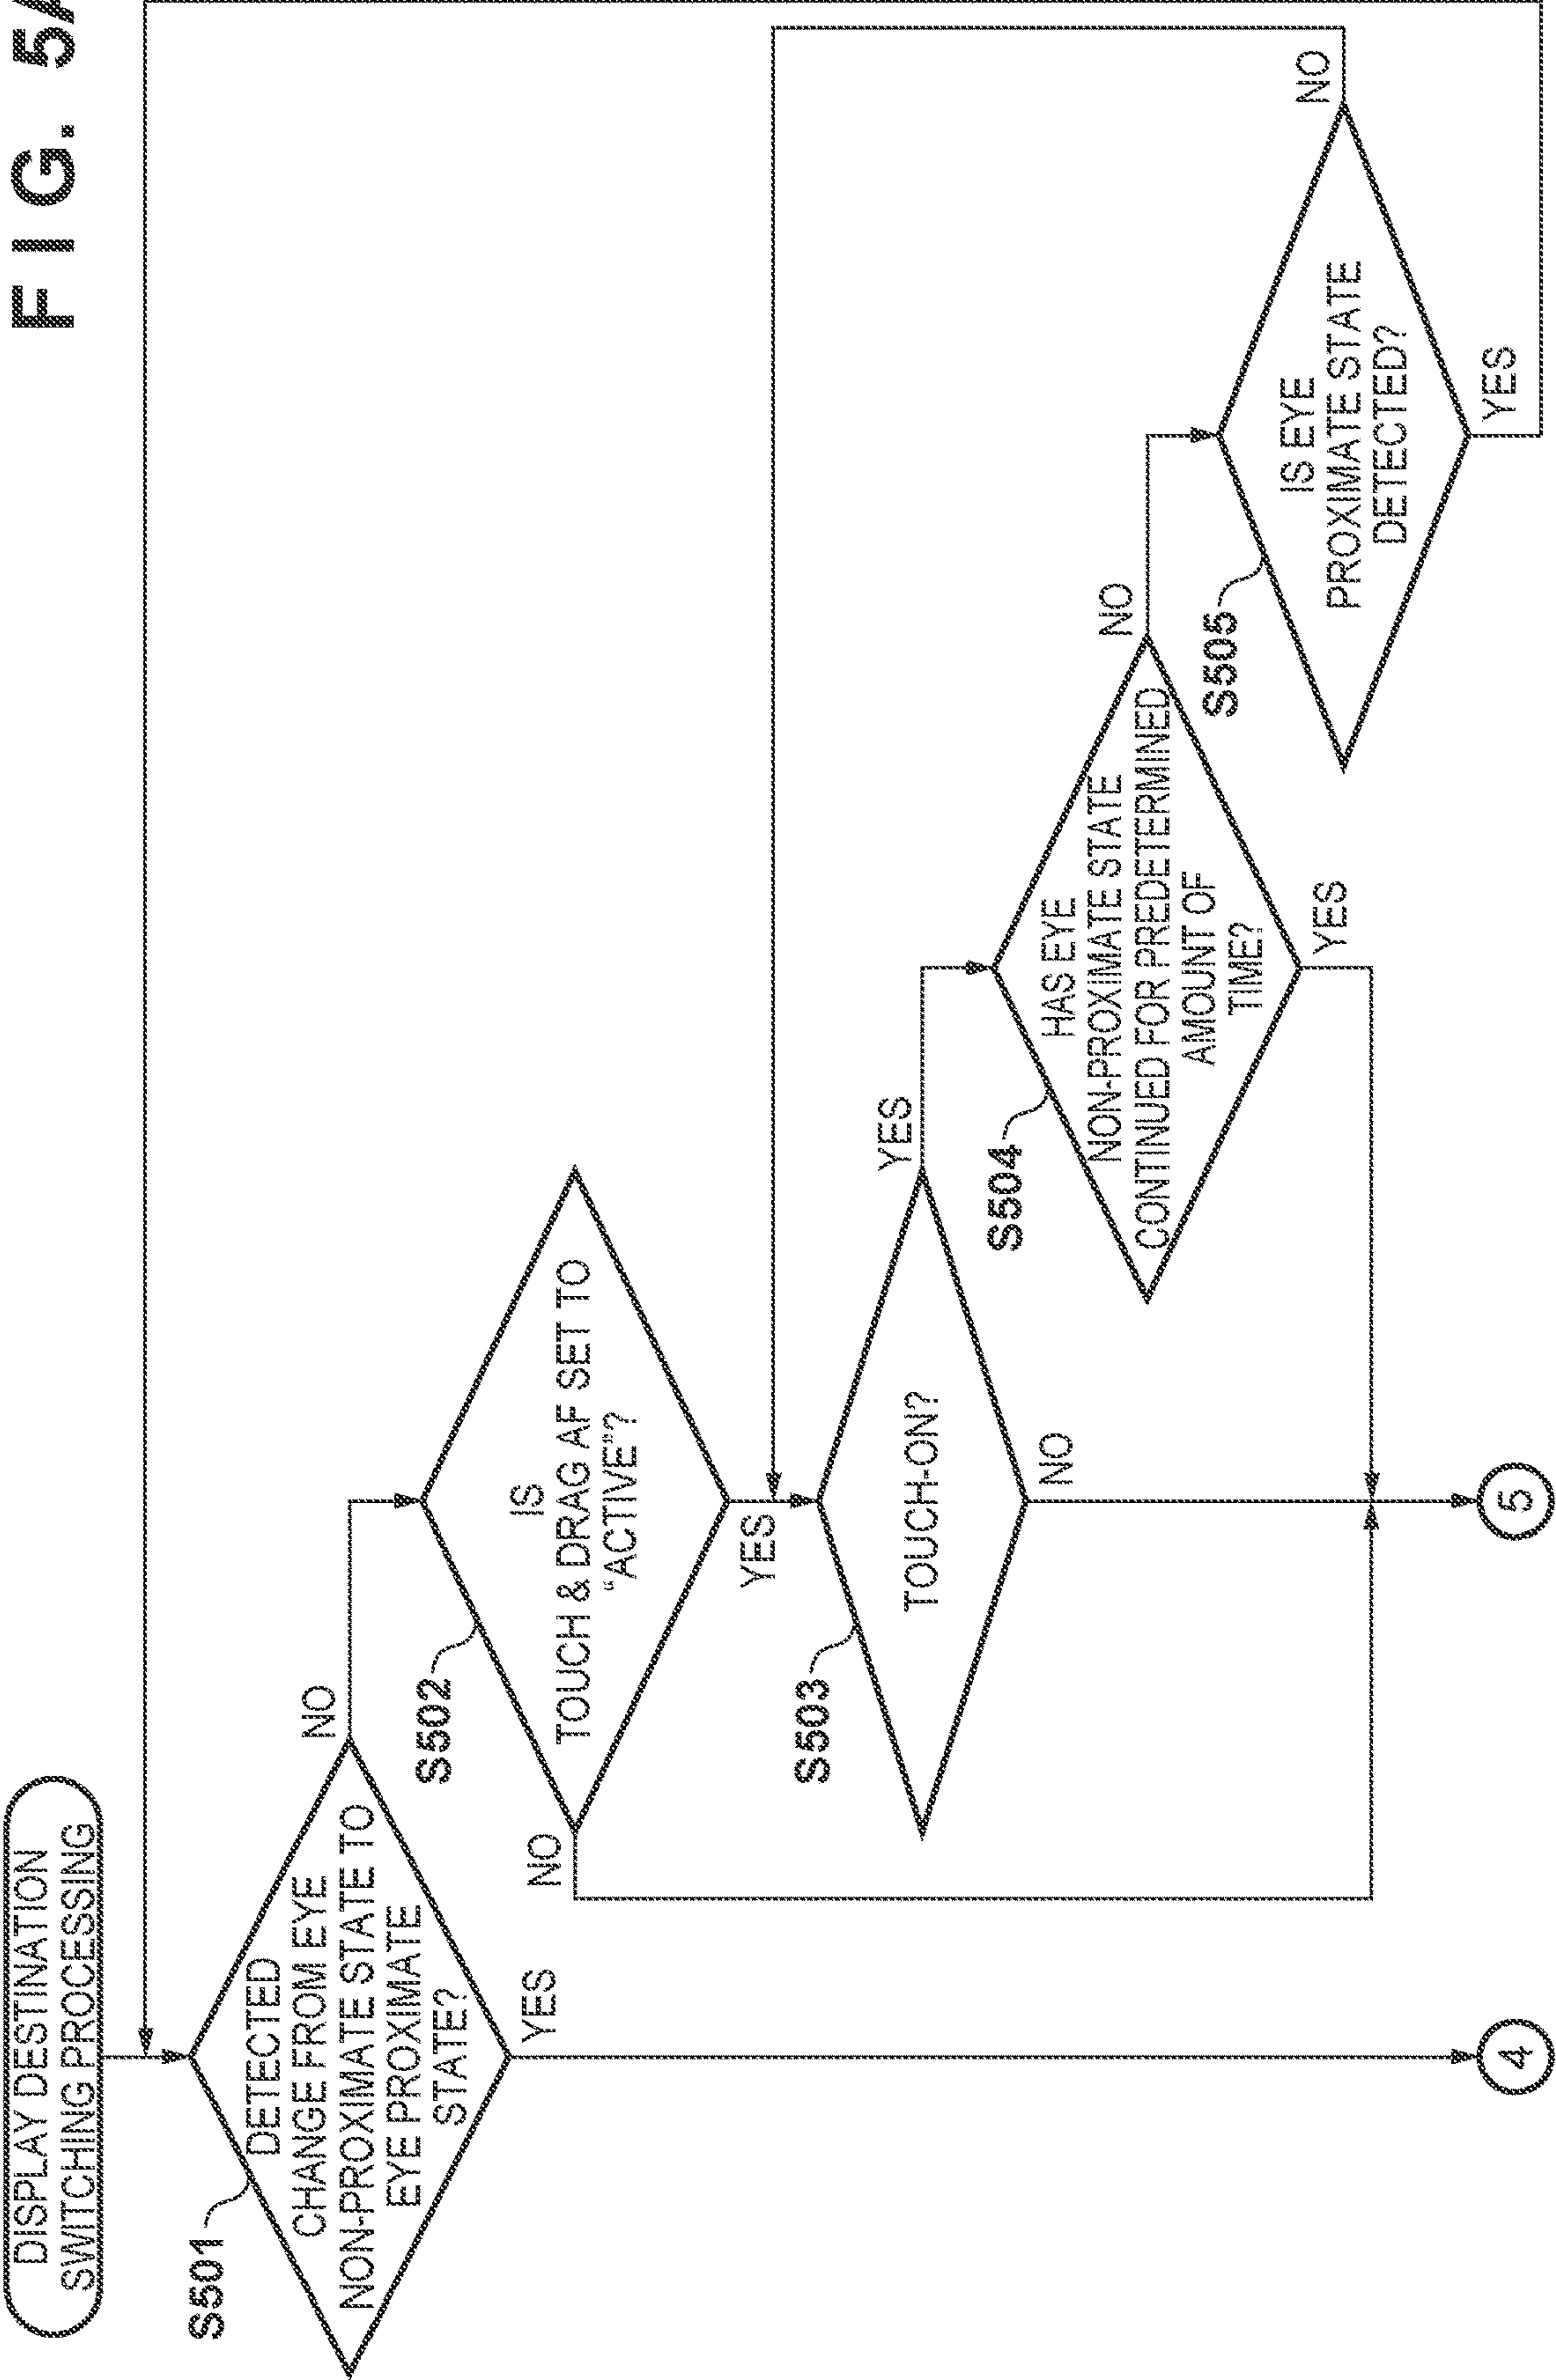 FIG. 5A
DISPLAY DESTINATION
SWITCHING PROCESSING
S501
DETECTED
CHANGE FROM EYE
NON-PROXIMATE STATE TO
EYE PROXIMATE
STATE?
NO
YES
S502
IS
TOUCH & DRAG AF SET TO
“ACTIVE”?
NO
YES
S503
TOUCH-ON?
YES
NO
S504
HAS EYE
NON-PROXIMATE STATE
CONTINUED FOR PREDETERMINED
AMOUNT OF
TIME?
NO
YES
S505
IS EYE
PROXIMATE STATE
DETECTED?
NO
YES
4
5